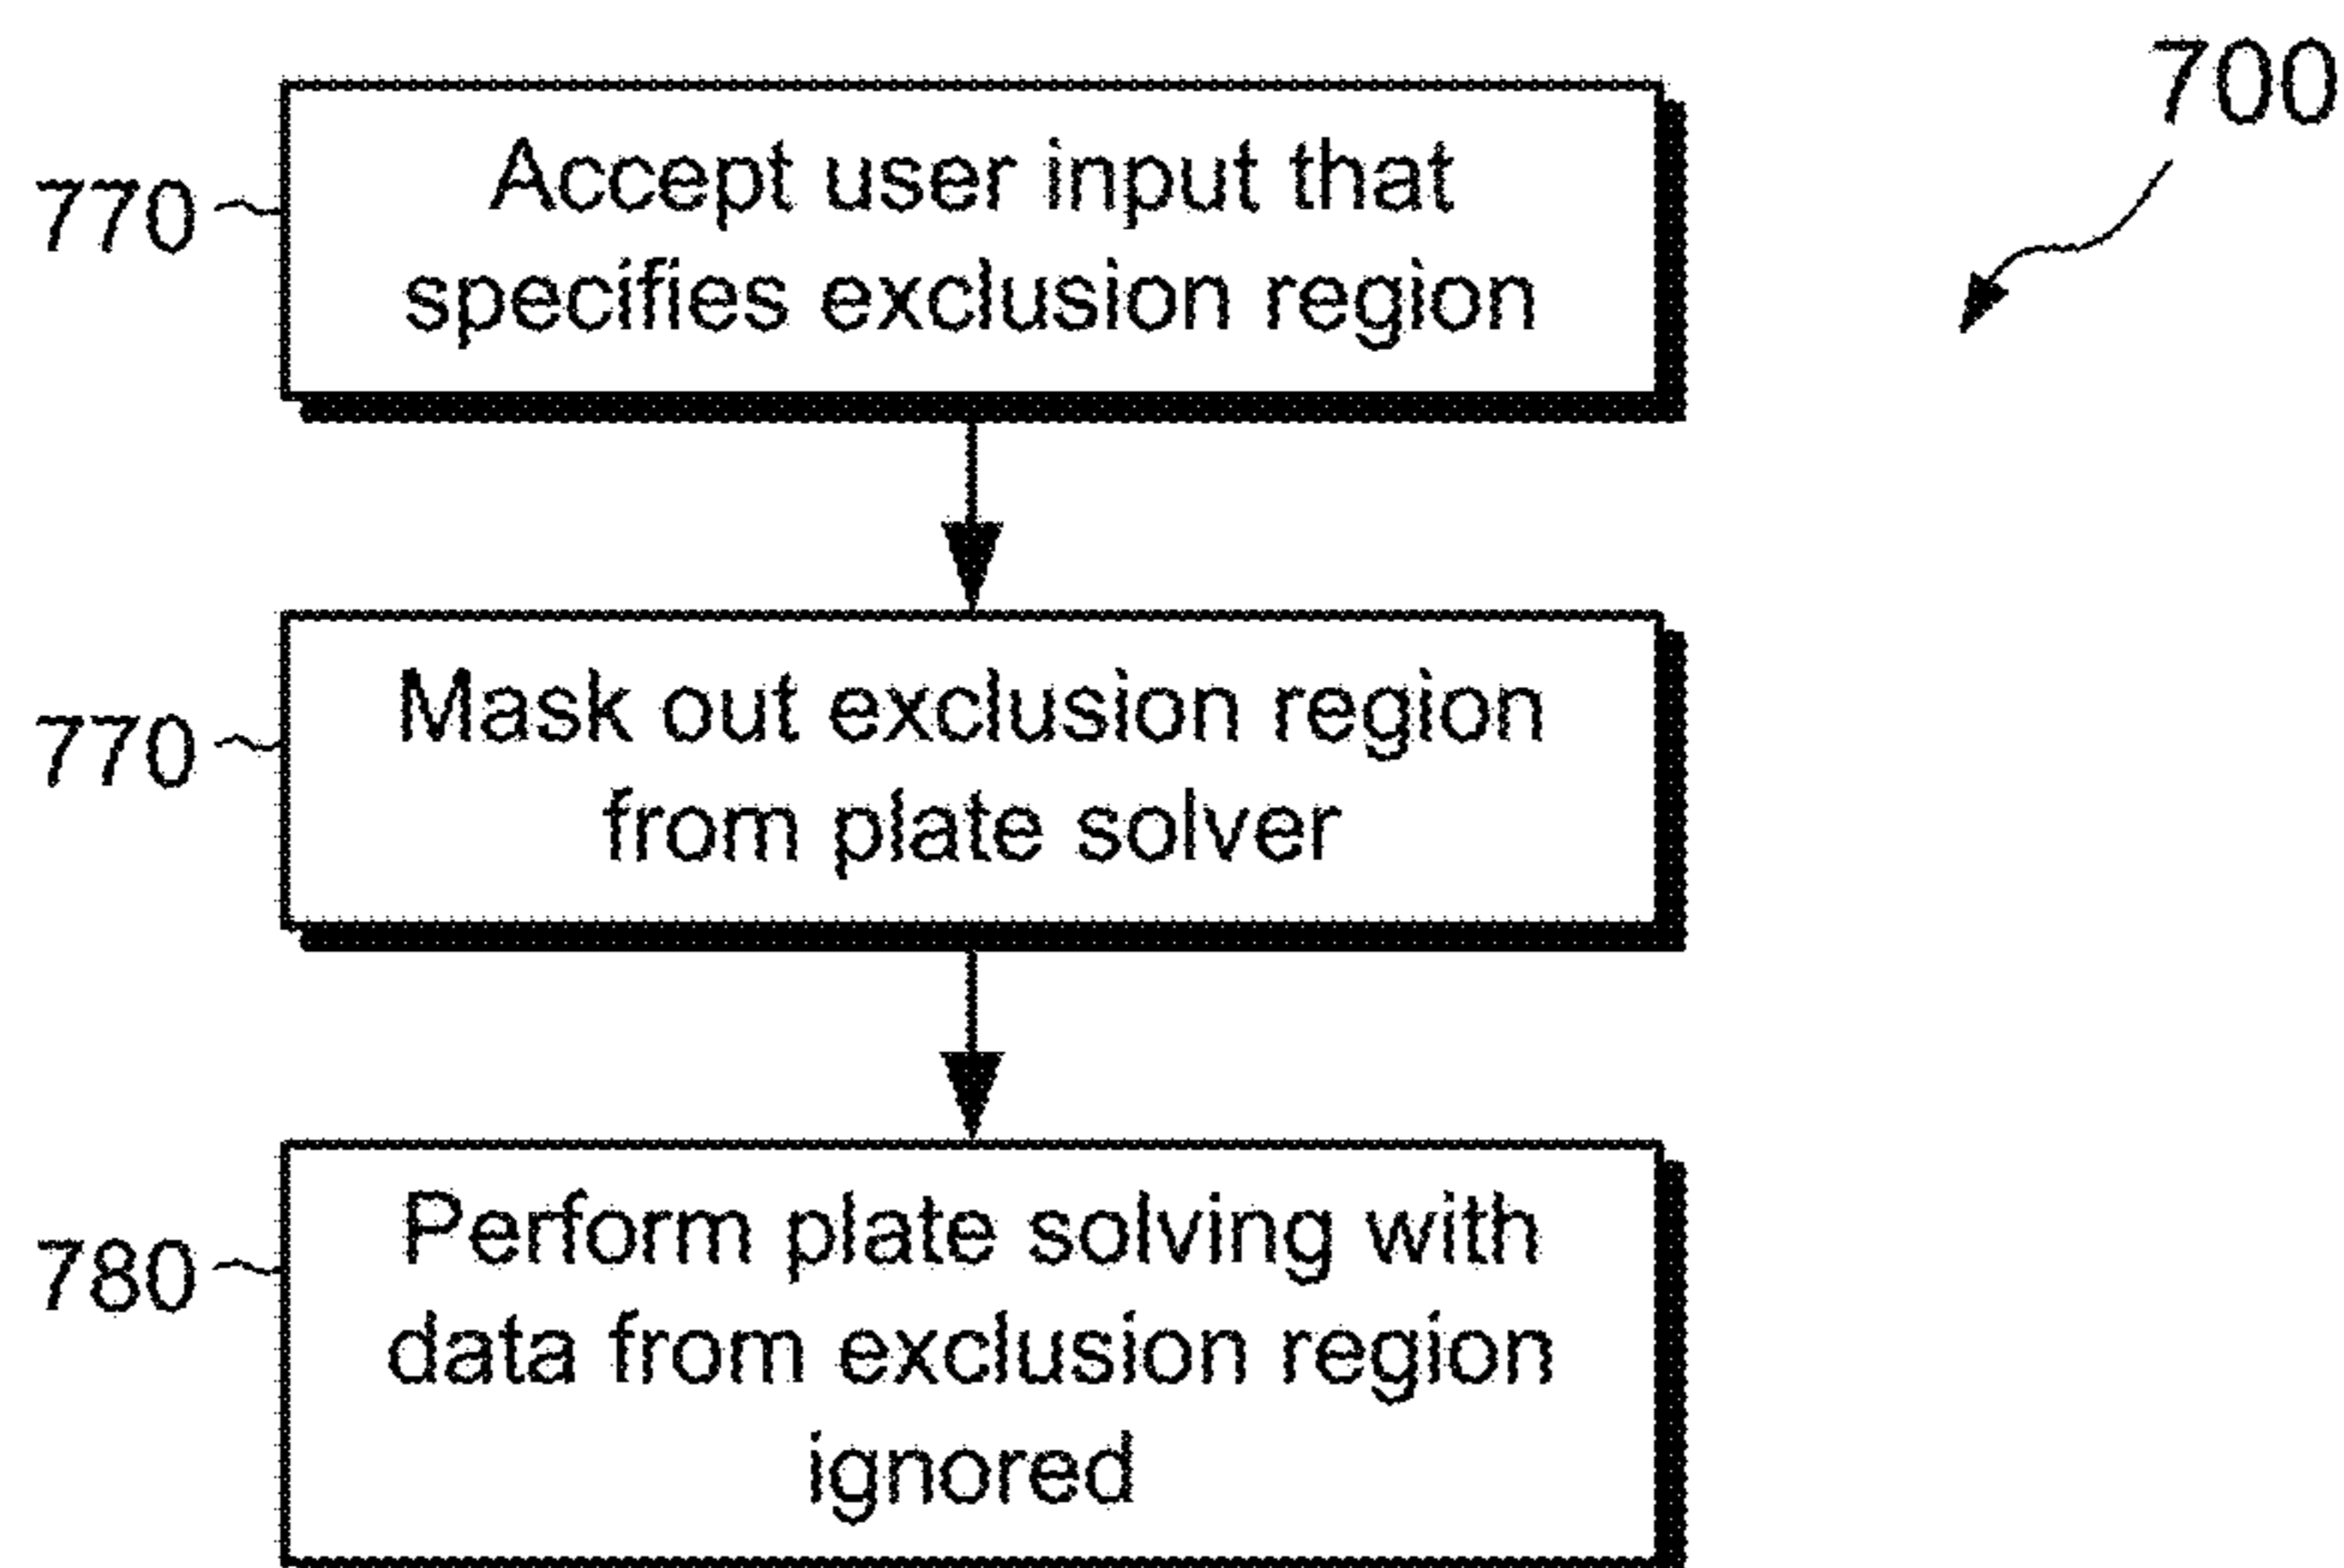 700
770
Accept user input that
specifies exclusion region
770
Mask out exclusion region
from plate solver
780
Perform plate solving with
data from exclusion region
ignored